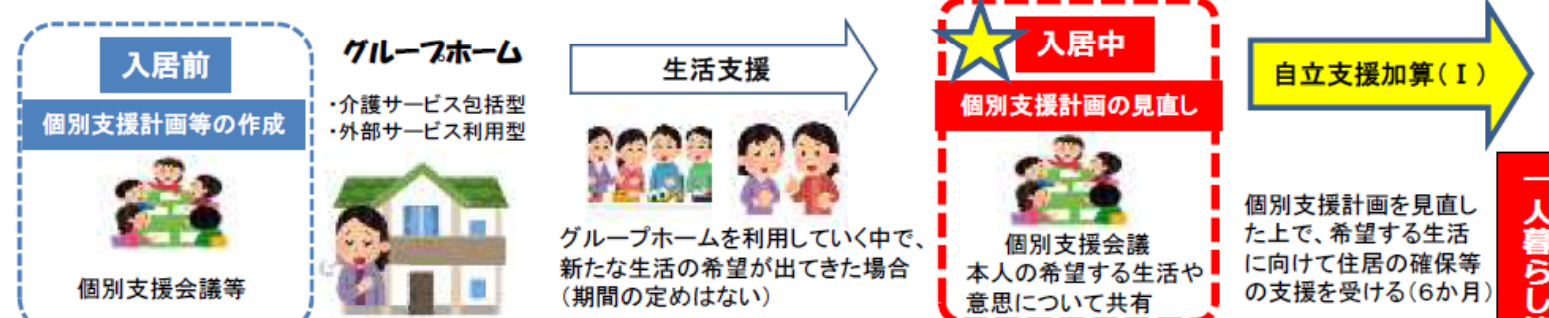 入居前
個別支援計画等の作成
個別支援会議等
グループホーム
・介護サービス包括型
・外部サービス利用型
生活支援
グループホームを利用していく中で、
新たな生活の希望が出てきた場合
(期間の定めはない)
入居中
個別支援計画の見直し
個別支援会議
本人の希望する生活や
意思について共有
自立支援加算(Ⅰ)
個別支援計画を見直し
た上で、希望する生活
に向けて住居の確保等
の支援を受ける(6か月)
一人暮らし